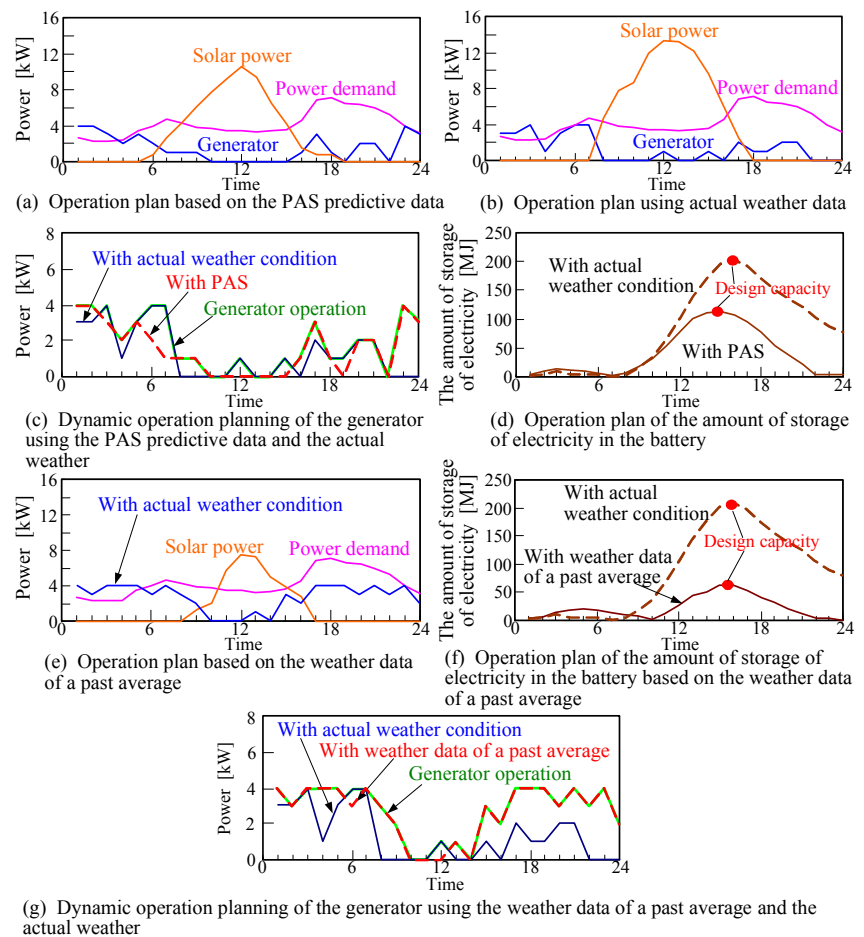 16
12
8
4
0
Power [kW]
Solar power
Power demand
Generator
0
6
12
18
24
Time
(a) Operation plan based on the PAS predictive data
16
12
8
4
0
Power [kW]
Solar power
Power demand
Generator
0
6
12
18
24
Time
(b) Operation plan using actual weather data
8
6
4
2
0
Power [kW]
With actual weather condition
With PAS
Generator operation
0
6
12
18
24
Time
(c) Dynamic operation planning of the generator
using the PAS predictive data and the actual
weather
250
200
150
100
50
0
The amount of storage
of electricity [MJ]
With actual
weather condition
Design capacity
With PAS
0
6
12
18
24
Time
(d) Operation plan of the amount of storage
of electricity in the battery
16
12
8
4
0
Power [kW]
With actual weather condition
Solar power
Power demand
0
6
12
18
24
Time
(e) Operation plan based on the weather data
of a past average
250
200
150
100
50
0
The amount of storage
of electricity [MJ]
With actual
weather condition
Design capacity
With weather data
of a past average
0
6
12
18
24
Time
(f) Operation plan of the amount of storage of
electricity in the battery based on the weather data
of a past average
8
6
4
2
0
Power [kW]
With actual weather condition
With weather data of a past average
Generator operation
0
6
12
18
24
Time
(g) Dynamic operation planning of the generator using the weather data of a past average and the
actual weather